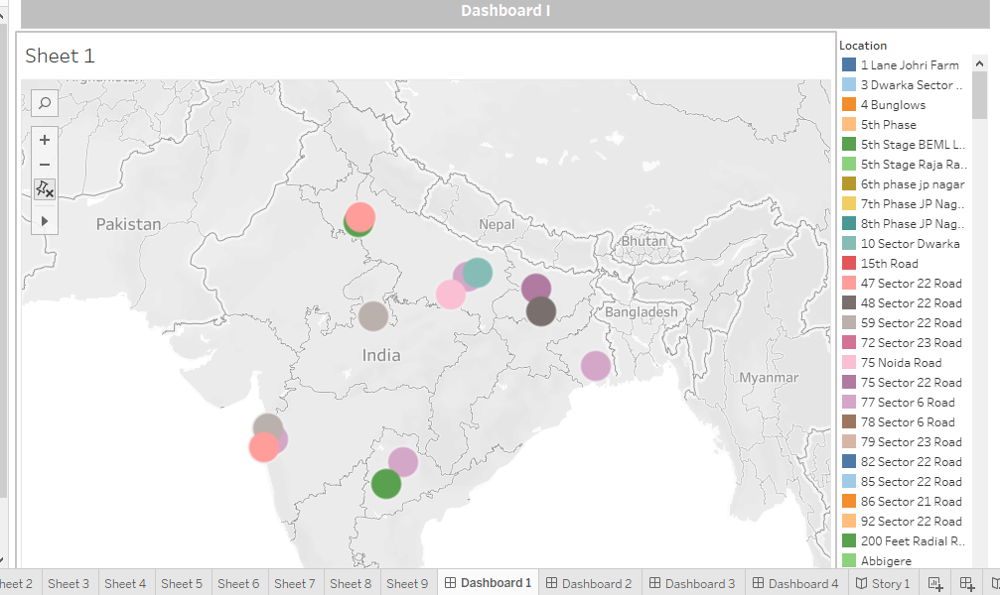 Dashboard I
Sheet 1
Location
1 Lane Johri Farm
3 Dwarka Sector ..
4 Bunglows
5th Phase
5th Stage BEML L..
5th Stage Raja Ra..
6th phase jp nagar
7th Phase JP Nag..
8th Phase JP Nag..
10 Sector Dwarka
15th Road
47 Sector 22 Road
48 Sector 22 Road
59 Sector 22 Road
72 Sector 23 Road
75 Noida Road
75 Sector 22 Road
77 Sector 6 Road
78 Sector 6 Road
79 Sector 23 Road
82 Sector 22 Road
85 Sector 22 Road
86 Sector 21 Road
92 Sector 22 Road
200 Feet Radial R..
Abbigere
Pakistan
Nepal
Bhutan
Bangladesh
India
Myanmar
heet 2
Sheet 3
Sheet 4
Sheet 5
Sheet 6
Sheet 7
Sheet 8
Sheet 9
Dashboard 1
Dashboard 2
Dashboard 3
Dashboard 4
Story 1